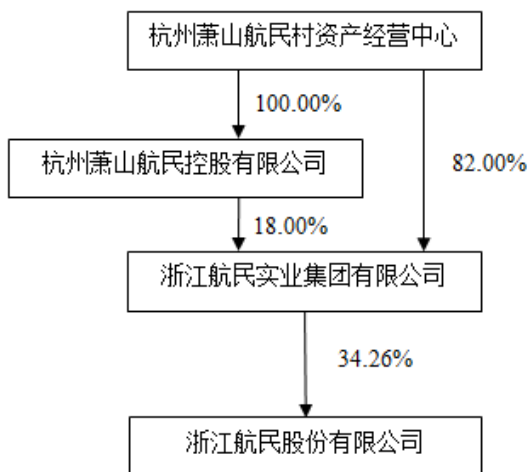 杭州萧山航民村资产经营中心
100.00%
杭州萧山航民控股有限公司
82.00%
18.00%
浙江航民实业集团有限公司
34.26%
浙江航民股份有限公司